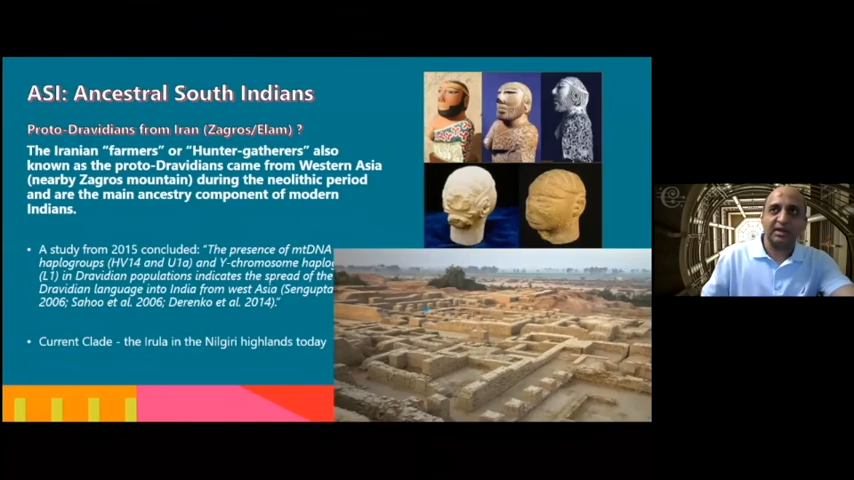 ASI: Ancestral South Indians
Proto-Dravidians from Iran (Zagros/Elam) ?
The Iranian “farmers” or “Hunter-gatherers” also
known as the proto-Dravidians came from Western Asia
(nearby Zagros mountain) during the neolithic period
and are the main ancestry component of modern
Indians.
• A study from 2015 concluded: “The presence of mtDNA
haplogroups (HV14 and U1a) and Y-chromosome haplog
(L1) in Dravidian populations indicates the spread of the
Dravidian language into India from west Asia (Sengupta
2006; Sahoo et al. 2006; Derenko et al. 2014).”
• Current Clade - the Irula in the Nilgiri highlands today